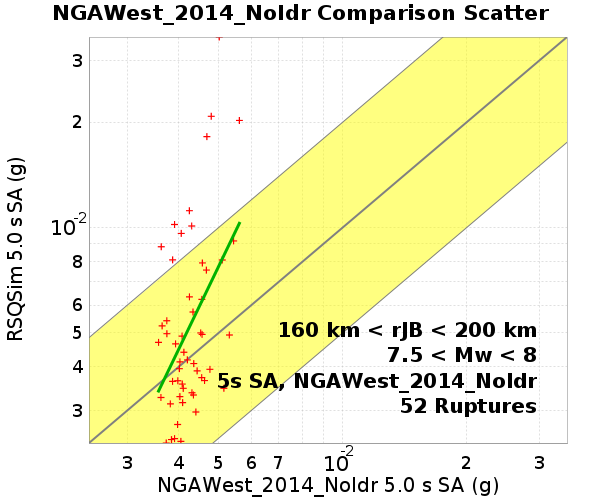 NGAWest_2014_NoIdr Comparison Scatter
RSQSim 5.0 s SA (g)
3
2
10-2
6
5
4
3
160 km < rJB < 200 km
7.5 < Mw < 8
5s SA, NGAWest_2014_NoIdr
52 Ruptures
3 4 5 6 7 10-2 2 3
NGAWest_2014_NoIdr 5.0 s SA (g)